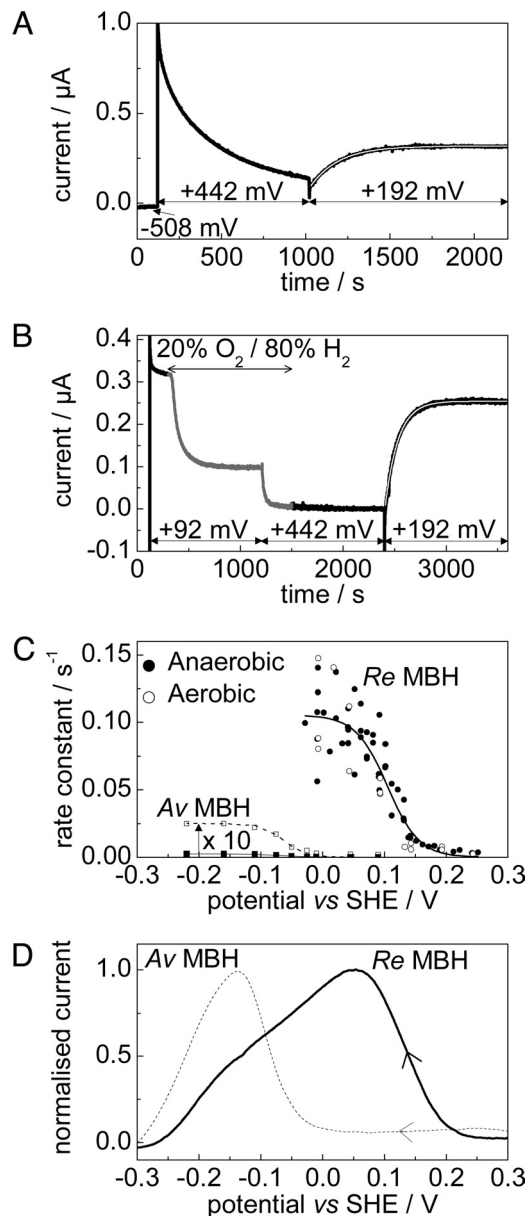 A
current / µA
1.0
0.5
0.0
+442 mV
+192 mV
-508 mV
0 500 1000 1500 2000
time / s
B
current / µA
0.4
0.3
0.2
0.1
0.0
-0.1
20% O₂ / 80% H₂
+92 mV
+442 mV
+192 mV
0 1000 2000 3000
time / s
C
rate constant / s⁻¹
0.15
0.10
0.05
0.00
Anaerobic
Aerobic
Re MBH
Av MBH
x 10
-0.3 -0.2 -0.1 0.0 0.1 0.2 0.3
potential vs SHE / V
D
normalised current
1.0
0.5
0.0
Av MBH
Re MBH
-0.3 -0.2 -0.1 0.0 0.1 0.2 0.3
potential vs SHE / V